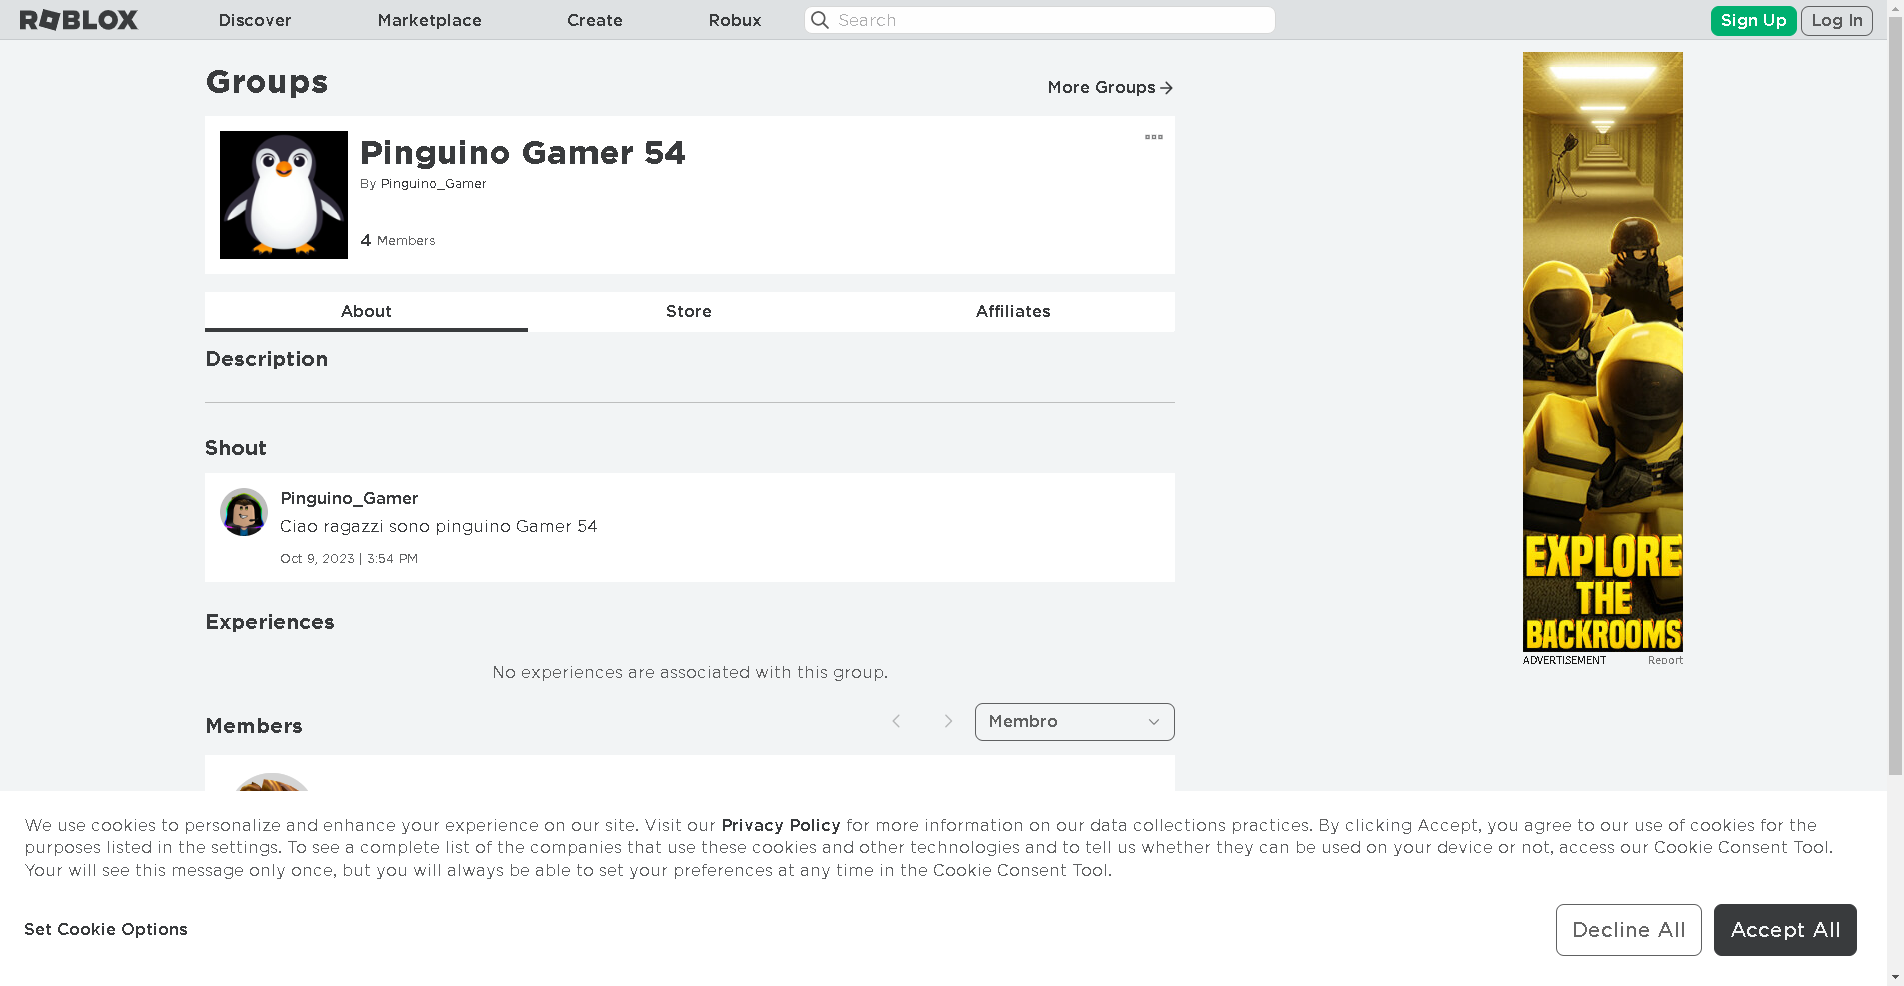 ROBLOX
Discover
Marketplace
Create
Robux
Search
Sign Up
Log In
Groups
More Groups
Pinguino Gamer 54
By Pinguino_Gamer
4 Members
About
Store
Affiliates
Description
Shout
Pinguino_Gamer
Ciao ragazzi sono pinguino Gamer 54
Oct 9, 2023 | 3:54 PM
Experiences
No experiences are associated with this group.
Members
Membro
EXPLORE
THE
BACKROOMS
ADVERTISEMENT
Report
We use cookies to personalize and enhance your experience on our site. Visit our Privacy Policy for more information on our data collections practices. By clicking Accept, you agree to our use of cookies for the
purposes listed in the settings. To see a complete list of the companies that use these cookies and other technologies and to tell us whether they can be used on your device or not, access our Cookie Consent Tool.
Your will see this message only once, but you will always be able to set your preferences at any time in the Cookie Consent Tool.
Set Cookie Options
Decline All
Accept All